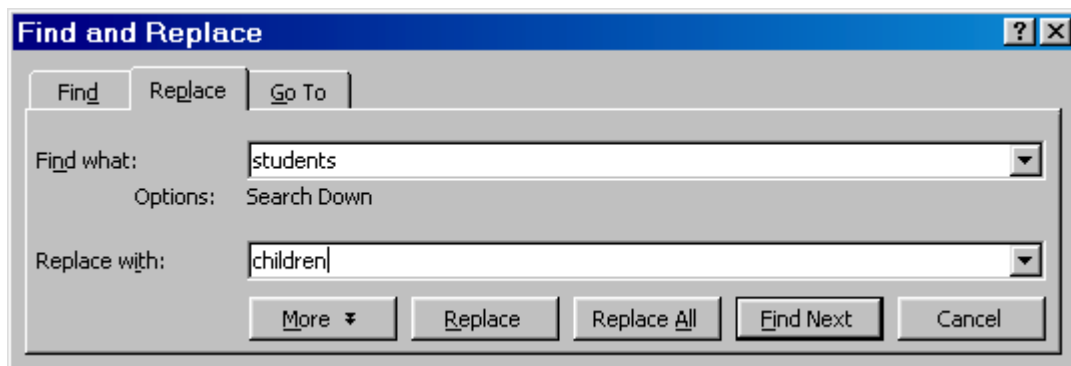 Find and Replace
Find Replace Go To
Find what: students
Options: Search Down
Replace with: children
More Replace Replace All Find Next Cancel